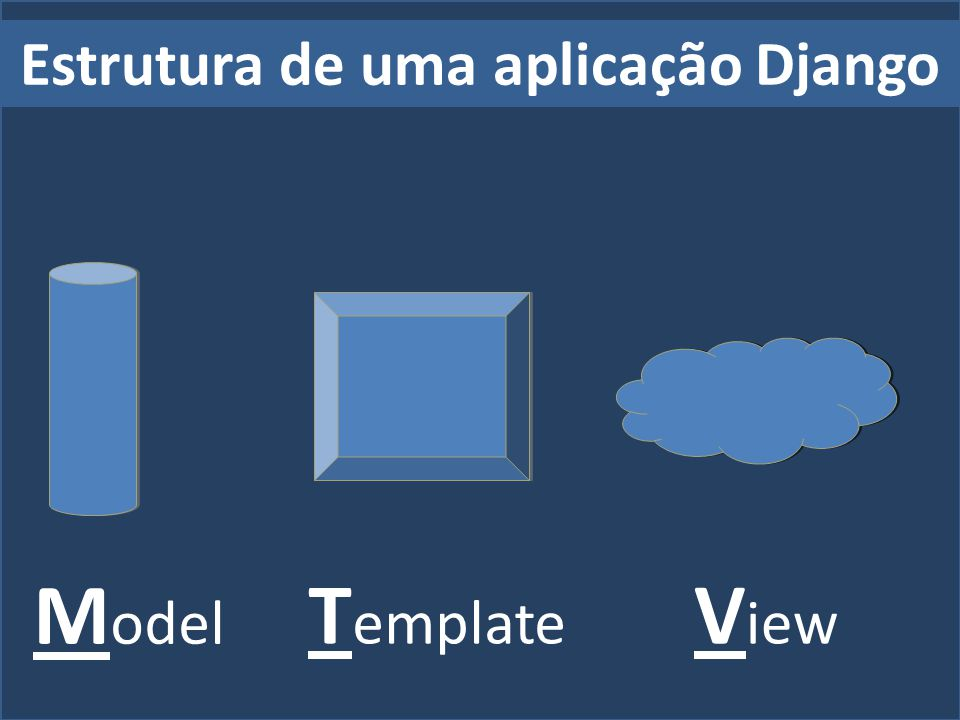 Estrutura de uma aplicação Django
Model Template View